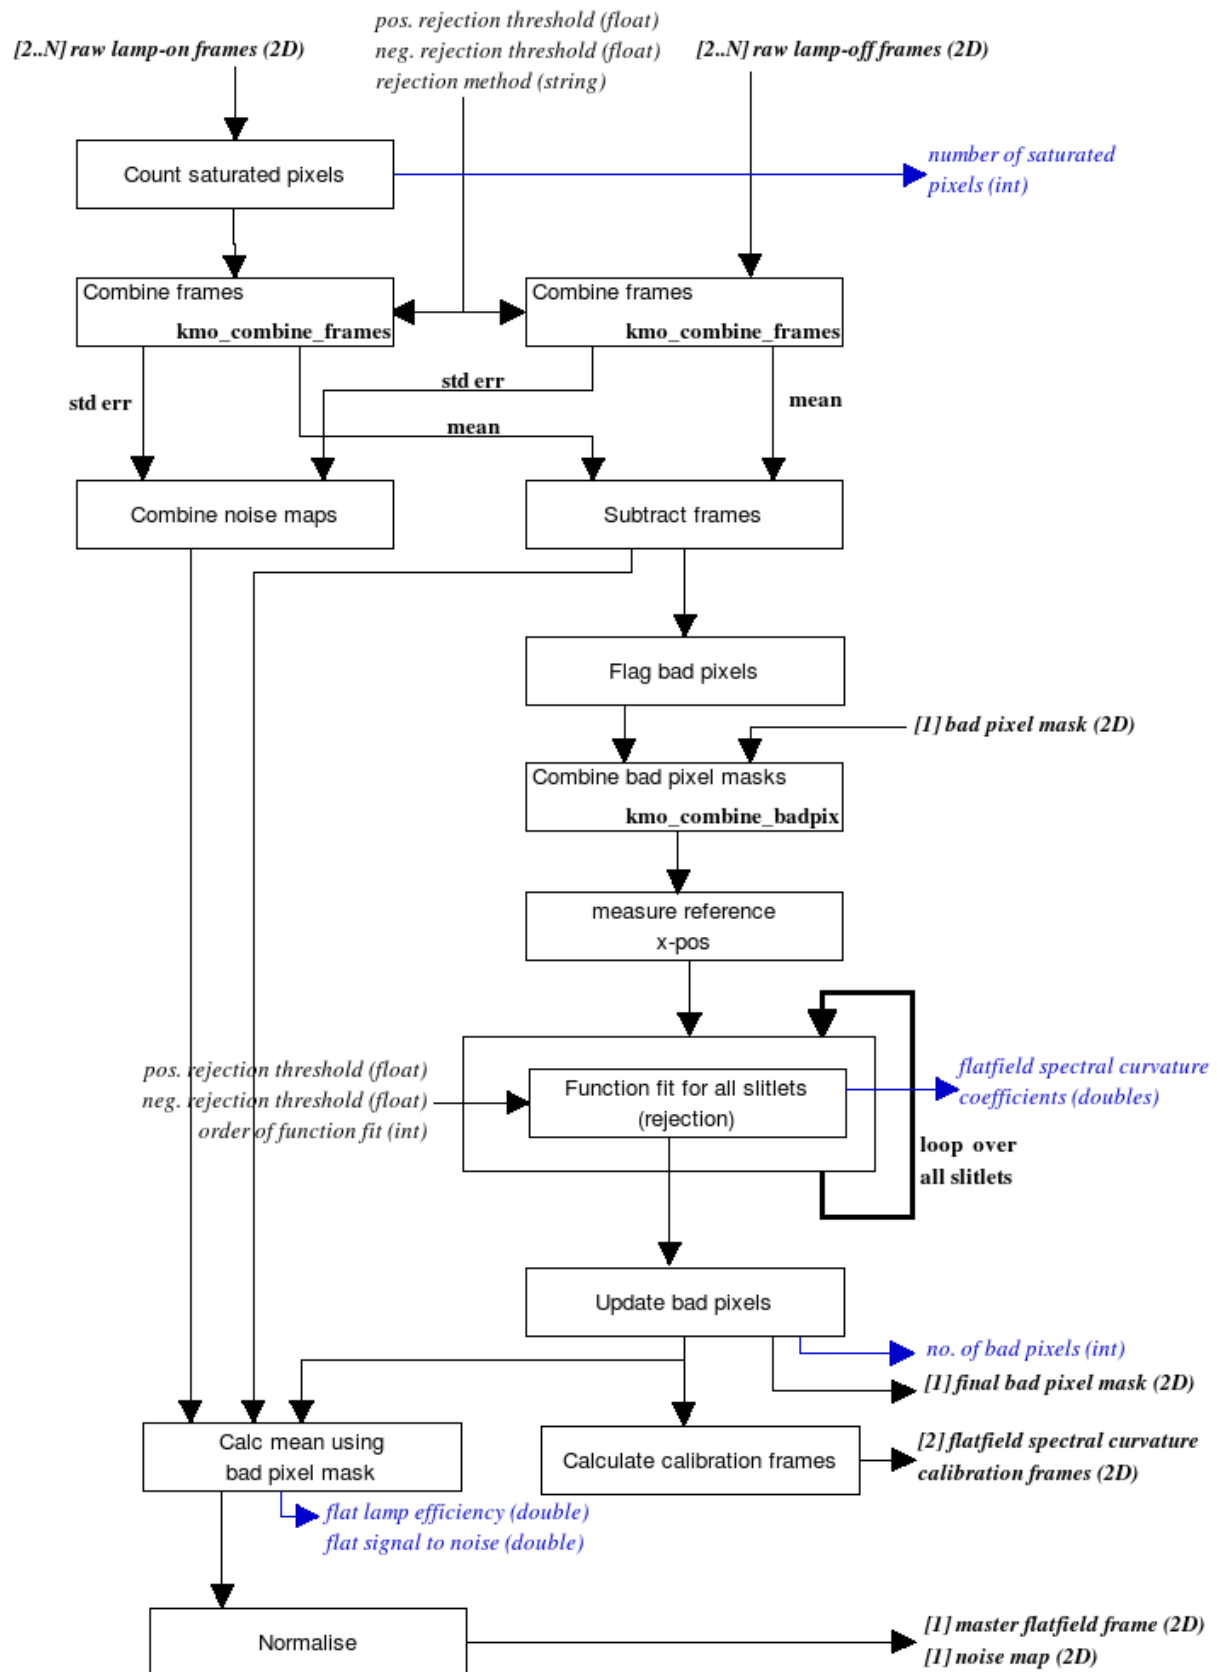 pos. rejection threshold (float)
neg. rejection threshold (float)
rejection method (string)
[2..N] raw lamp-on frames (2D)
[2..N] raw lamp-off frames (2D)
Count saturated pixels
number of saturated
pixels (int)
Combine frames
kmo_combine_frames
Combine frames
kmo_combine_frames
std err
std err
mean
mean
Combine noise maps
Subtract frames
Flag bad pixels
[1] bad pixel mask (2D)
Combine bad pixel masks
kmo_combine_badpix
measure reference
x-pos
pos. rejection threshold (float)
neg. rejection threshold (float)
order of function fit (int)
Function fit for all slitlets
(rejection)
flatfield spectral curvature
coefficients (doubles)
loop over
all slitlets
Update bad pixels
no. of bad pixels (int)
[1] final bad pixel mask (2D)
Calc mean using
bad pixel mask
Calculate calibration frames
[2] flatfield spectral curvature
calibration frames (2D)
flat lamp efficiency (double)
flat signal to noise (double)
Normalise
[1] master flatfield frame (2D)
[1] noise map (2D)